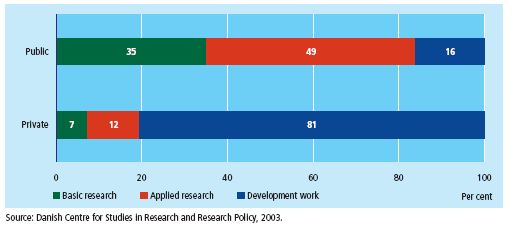 Public 35 49 16
Private 7 12 81
0 20 40 60 80 100
Basic research Applied research Development work Per cent
Source: Danish Centre for Studies in Research and Research Policy, 2003.